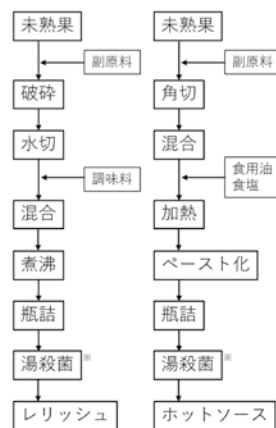 未熟果
副原料
破砕
水切
調味料
混合
煮沸
瓶詰
湯殺菌※
レリッシュ
未熟果
副原料
角切
混合
食用油
食塩
加熱
ペースト化
瓶詰
湯殺菌※
ホットソース